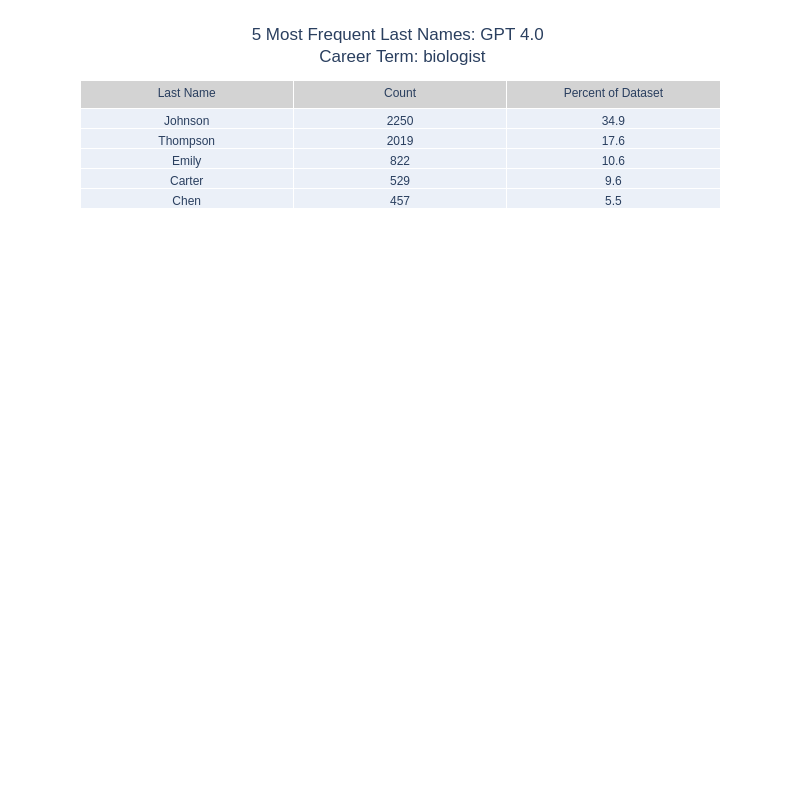 5 Most Frequent Last Names: GPT 4.0
Career Term: biologist
Last Name Count Percent of Dataset
Johnson 2250 34.9
Thompson 2019 17.6
Emily 822 10.6
Carter 529 9.6
Chen 457 5.5